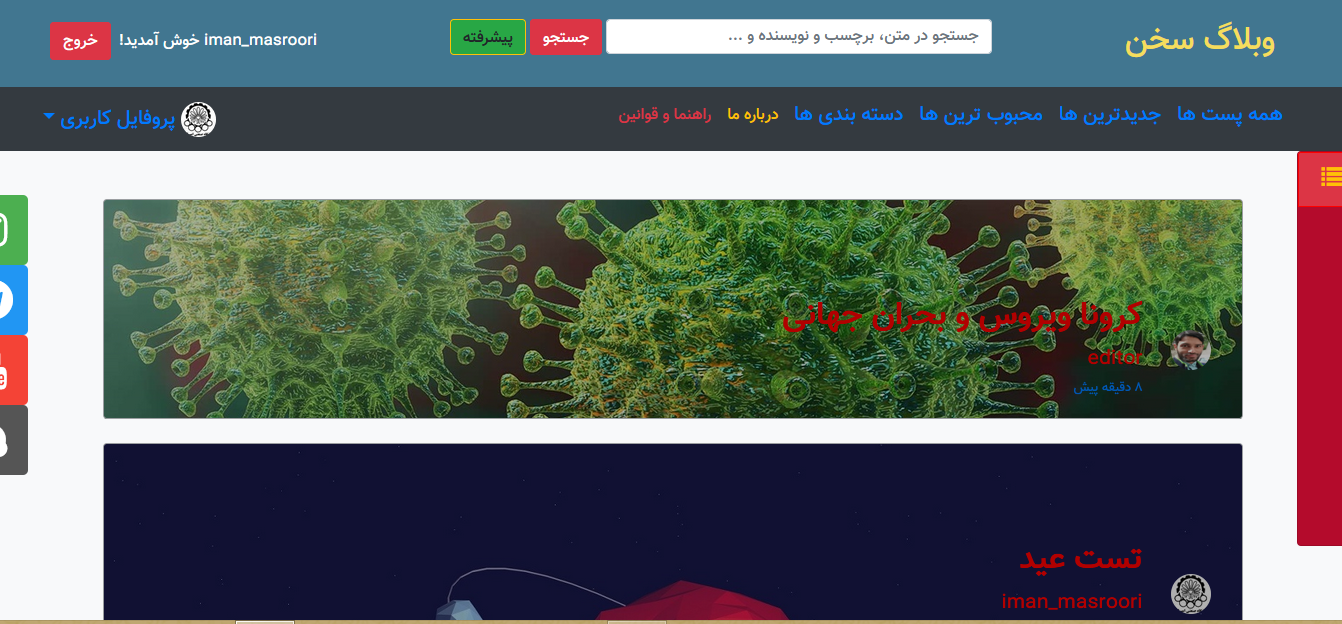 وبلاگ سخن
جستجو در متن، برچسب و نویسنده و ...
جستجو
پیشرفته
iman_masroori خوش آمدید!
خروج
همه پست ها
جدیدترین ها
محبوب ترین ها
دسته بندی ها
درباره ما
راهنما و قوانین
پروفایل کاربری
کرونا ویروس و بحران جهانی
editor
۸ دقیقه پیش
تست عید
iman_masroori